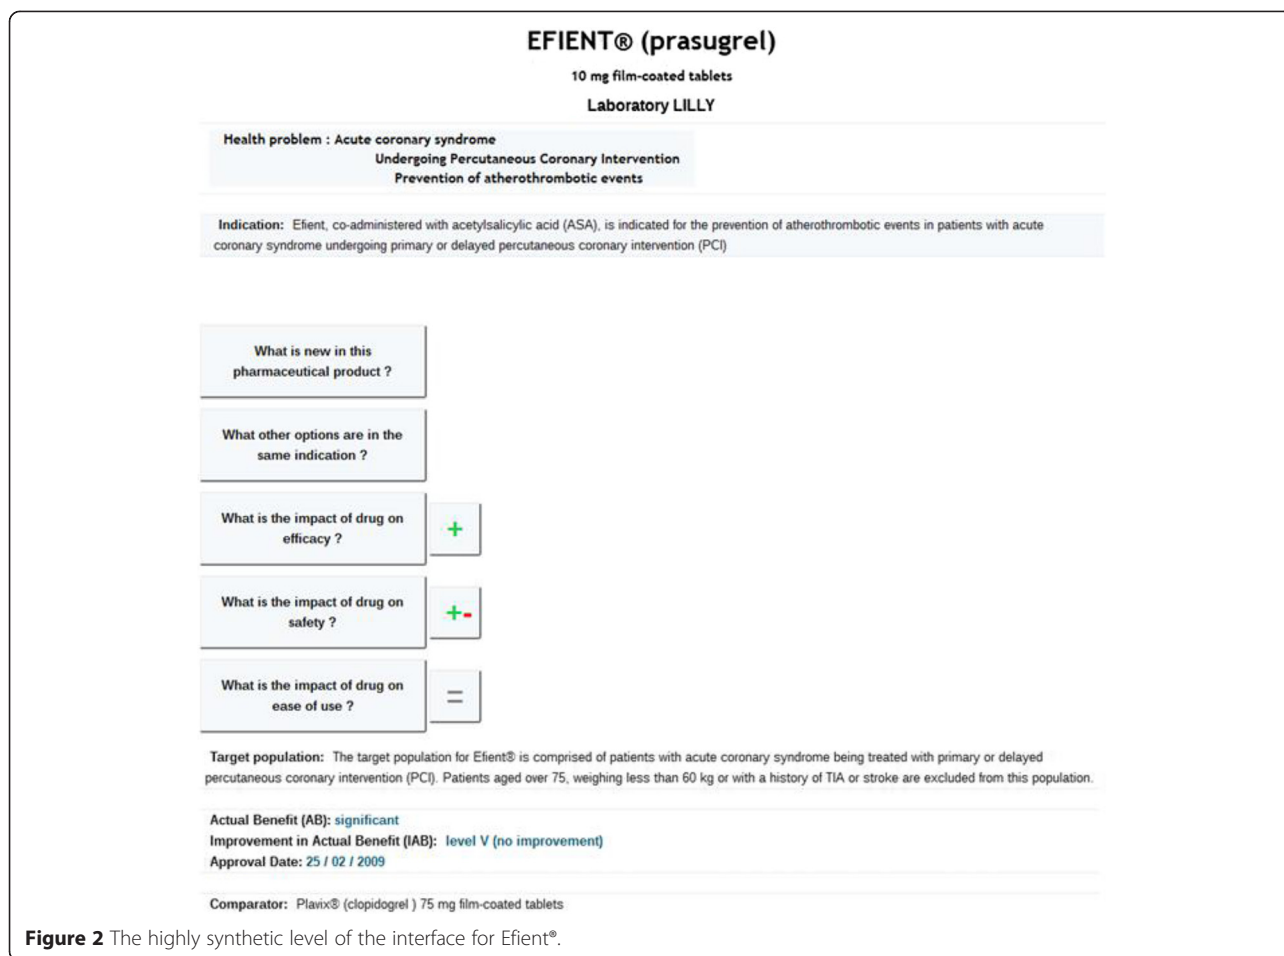 EFIENT® (prasugrel)
10 mg film-coated tablets
Laboratory LILLY
Health problem : Acute coronary syndrome
Undergoing Percutaneous Coronary Intervention
Prevention of atherothrombotic events
Indication: Efient, co-administered with acetylsalicylic acid (ASA), is indicated for the prevention of atherothrombotic events in patients with acute
coronary syndrome undergoing primary or delayed percutaneous coronary intervention (PCI)
What is new in this
pharmaceutical product ?
What other options are in the
same indication ?
What is the impact of drug on
efficacy ?
+
What is the impact of drug on
safety ?
+-
What is the impact of drug on
ease of use ?
=
Target population: The target population for Efient® is comprised of patients with acute coronary syndrome being treated with primary or delayed
percutaneous coronary intervention (PCI). Patients aged over 75, weighing less than 60 kg or with a history of TIA or stroke are excluded from this population.
Actual Benefit (AB): significant
Improvement in Actual Benefit (IAB): level V (no improvement)
Approval Date: 25 / 02 / 2009
Comparator: Plavix® (clopidogrel ) 75 mg film-coated tablets
Figure 2 The highly synthetic level of the interface for Efient®.